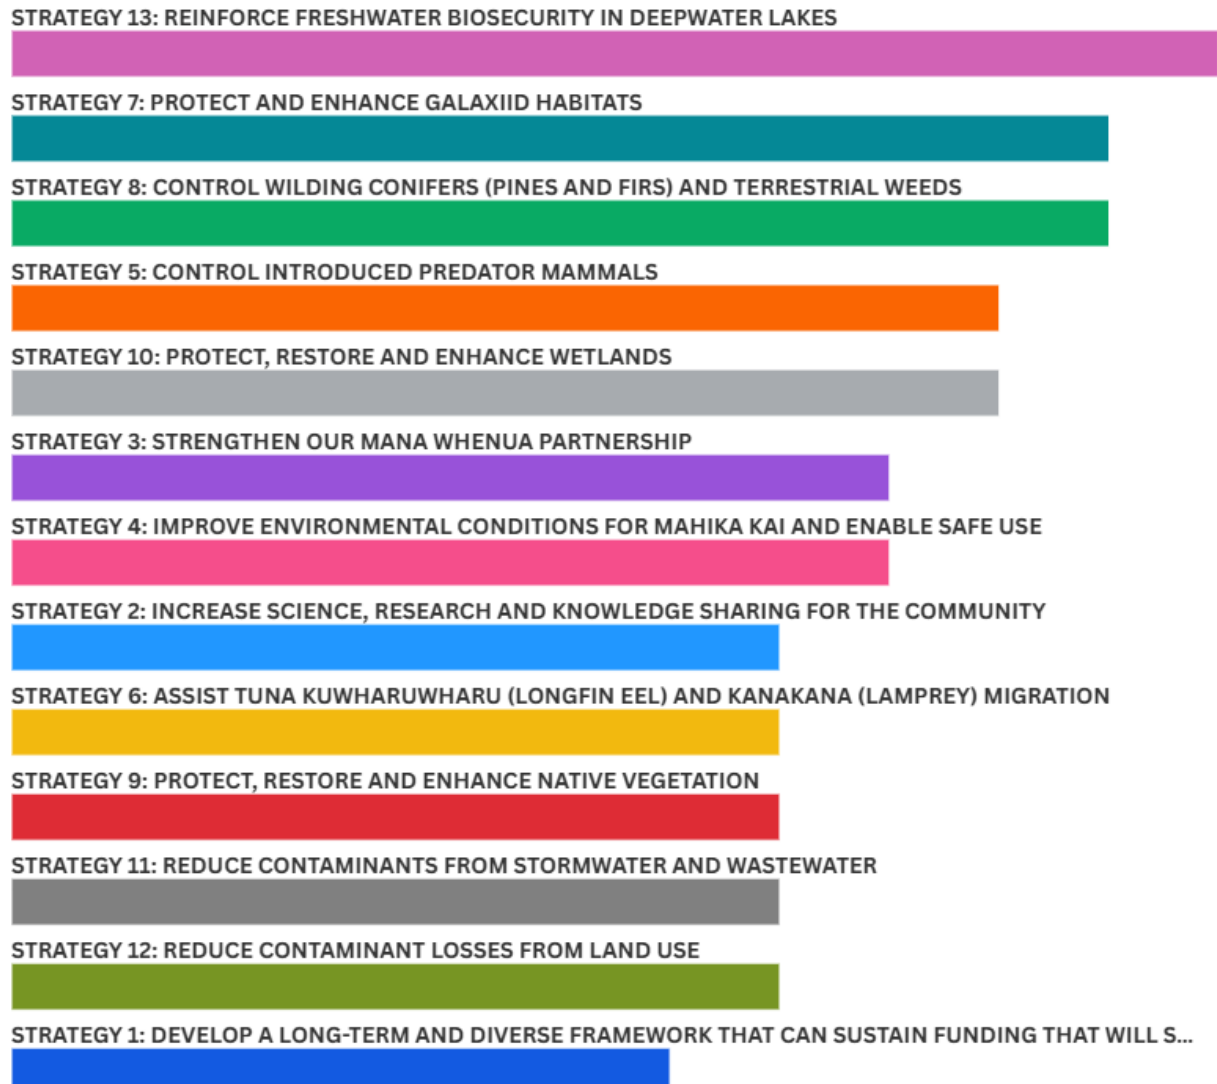 STRATEGY 13: REINFORCE FRESHWATER BIOSECURITY IN DEEPWATER LAKES
STRATEGY 7: PROTECT AND ENHANCE GALAXIID HABITATS
STRATEGY 8: CONTROL WILDING CONIFERS (PINES AND FIRS) AND TERRESTRIAL WEEDS
STRATEGY 5: CONTROL INTRODUCED PREDATOR MAMMALS
STRATEGY 10: PROTECT, RESTORE AND ENHANCE WETLANDS
STRATEGY 3: STRENGTHEN OUR MANA WHENUA PARTNERSHIP
STRATEGY 4: IMPROVE ENVIRONMENTAL CONDITIONS FOR MAHIKA KAI AND ENABLE SAFE USE
STRATEGY 2: INCREASE SCIENCE, RESEARCH AND KNOWLEDGE SHARING FOR THE COMMUNITY
STRATEGY 6: ASSIST TUNA KUWHARUWHARU (LONGFIN EEL) AND KANAKANA (LAMPREY) MIGRATION
STRATEGY 9: PROTECT, RESTORE AND ENHANCE NATIVE VEGETATION
STRATEGY 11: REDUCE CONTAMINANTS FROM STORMWATER AND WASTEWATER
STRATEGY 12: REDUCE CONTAMINANT LOSSES FROM LAND USE
STRATEGY 1: DEVELOP A LONG-TERM AND DIVERSE FRAMEWORK THAT CAN SUSTAIN FUNDING THAT WILL S...